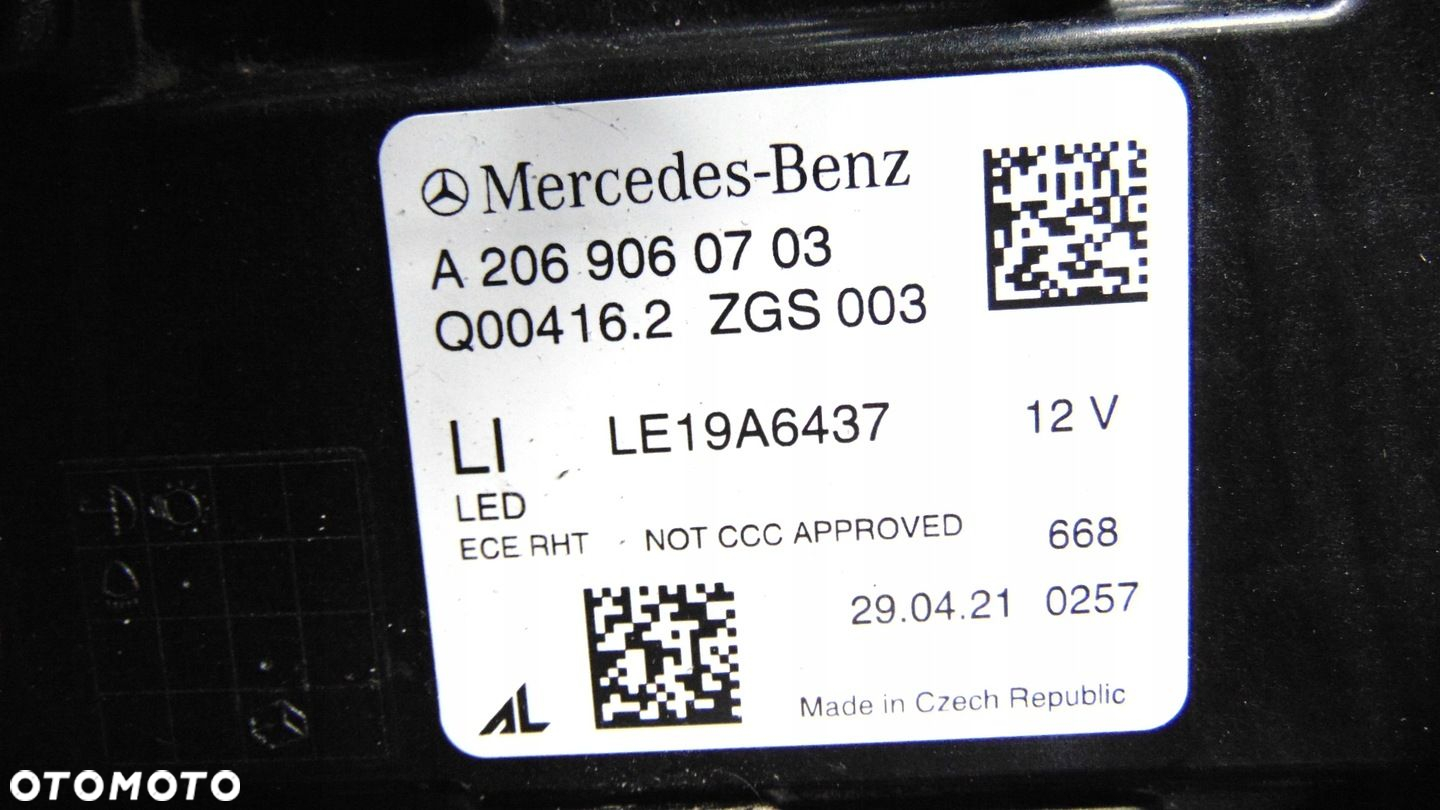 Mercedes-Benz
A 206 906 07 03
Q00416.2 ZGS 003
LI LE19A6437 12 V
LED
ECE RHT - NOT CCC APPROVED 668
29.04.21 0257
AL
Made in Czech Republic
OTOMOTO